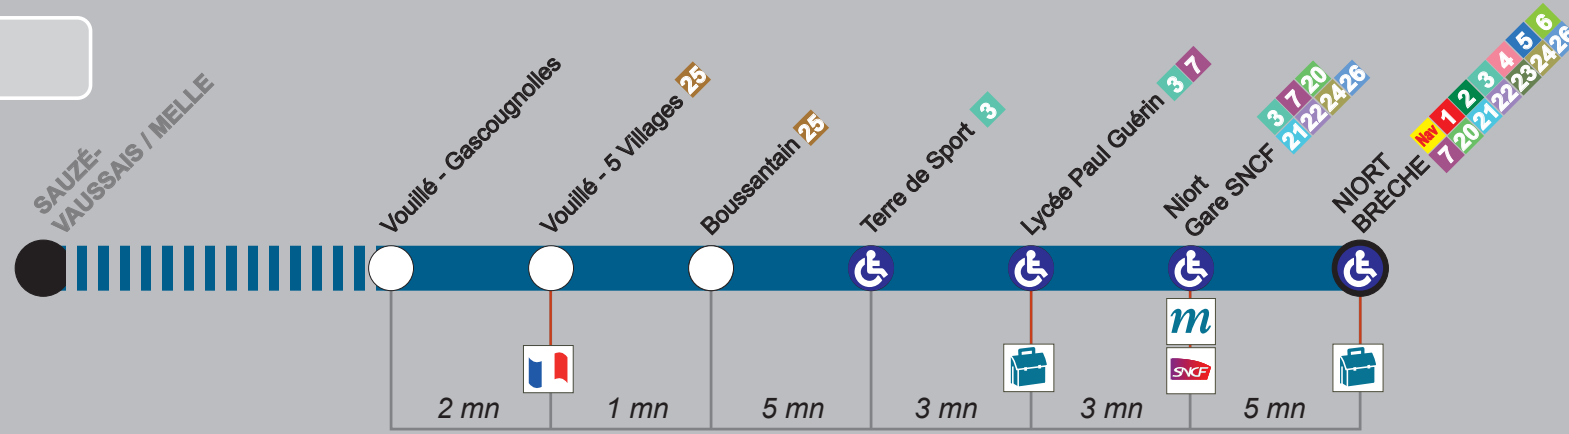 SAUZÉ-
VAUSSAIS / MELLE
Vouillé - Gascougnolles
Vouillé - 5 Villages 25
Boussantain 25
Terre de Sport 3
Lycée Paul Guérin 3 7
Niort
Gare SNCF
3 7 20
21 22 24 26
NIORT
BRÈCHE
Nav 1 2 3 4 5 6
7 20 21 22 23 24 26
m
SNCF
2 mn 1 mn 5 mn 3 mn 3 mn 5 mn